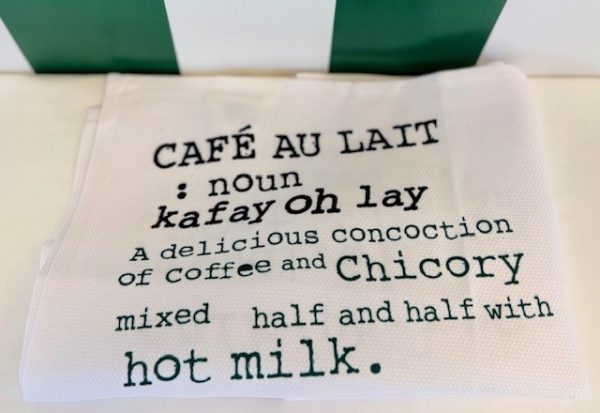 CAFÉ AU LAIT
: noun
kafay oh lay
A delicious concoction
of coffee and Chicory
mixed half and half with
hot milk.